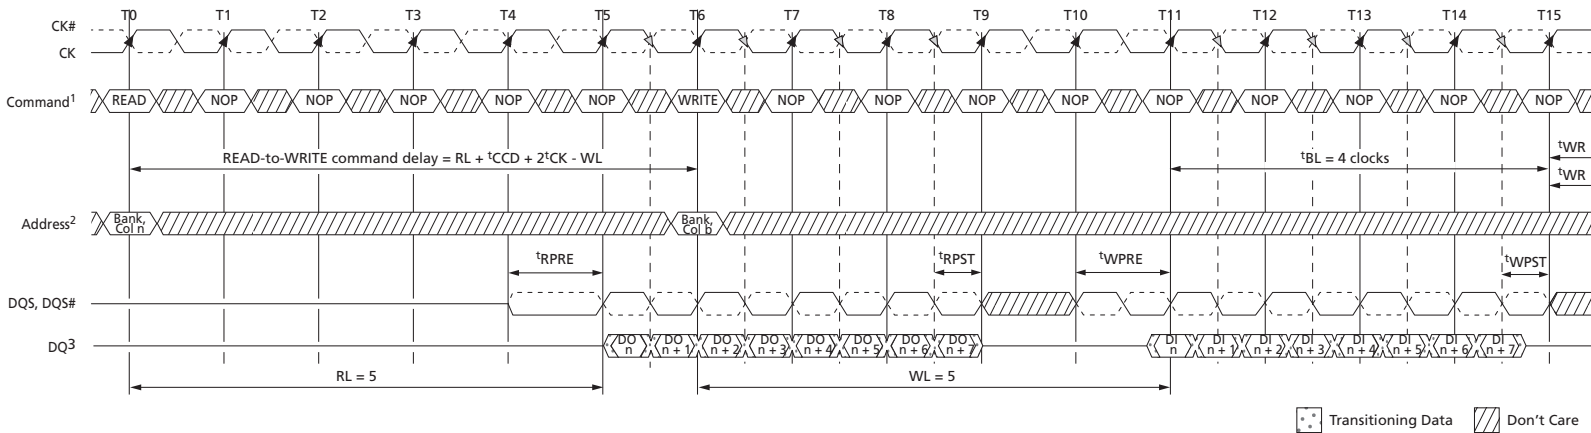 T0 T1 T2 T3 T4 T5 T6 T7 T8 T9 T10 T11 T12 T13 T14 T15
CK#
CK
Command¹ READ NOP NOP NOP NOP NOP WRITE NOP NOP NOP NOP NOP NOP NOP NOP NOP
READ-to-WRITE command delay = RL + ᵗCCD + 2ᵗCK - WL
ᵗBL = 4 clocks
ᵗWR
ᵗWR
Address² Bank, Col n Bank, Col b
ᵗRPRE ᵗRPST ᵗWPRE ᵗWPST
DQS, DQS#
DQ³ DO n DO n + 1 DO n + 2 DO n + 3 DO n + 4 DO n + 5 DO n + 6 DO n + 7 DI n DI n + 1 DI n + 2 DI n + 3 DI n + 4 DI n + 5 DI n + 6 DI n + 7
RL = 5 WL = 5
Transitioning Data Don't Care